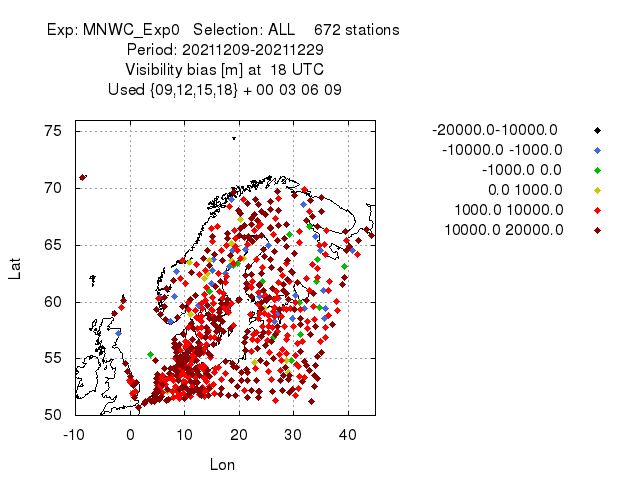 Exp: MNWC_Exp0   Selection: ALL    672 stations
Period: 20211209-20211229
Visibility bias [m] at  18 UTC
Used {09,12,15,18} + 00 03 06 09
-20000.0-10000.0
-10000.0 -1000.0
-1000.0 0.0
0.0 1000.0
1000.0 10000.0
10000.0 20000.0
Lat
75
70
65
60
55
50
-10 0 10 20 30 40
Lon